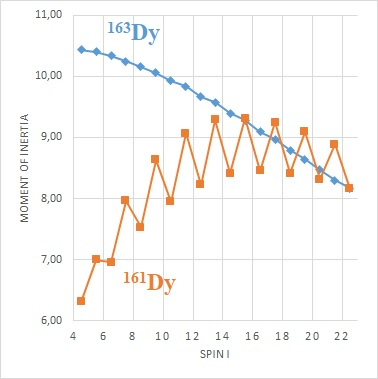 11,00
10,00
9,00
8,00
7,00
6,00
MOMENT OF INERTIA
¹⁶³Dy
¹⁶¹Dy
4 6 8 10 12 14 16 18 20 22
SPIN I